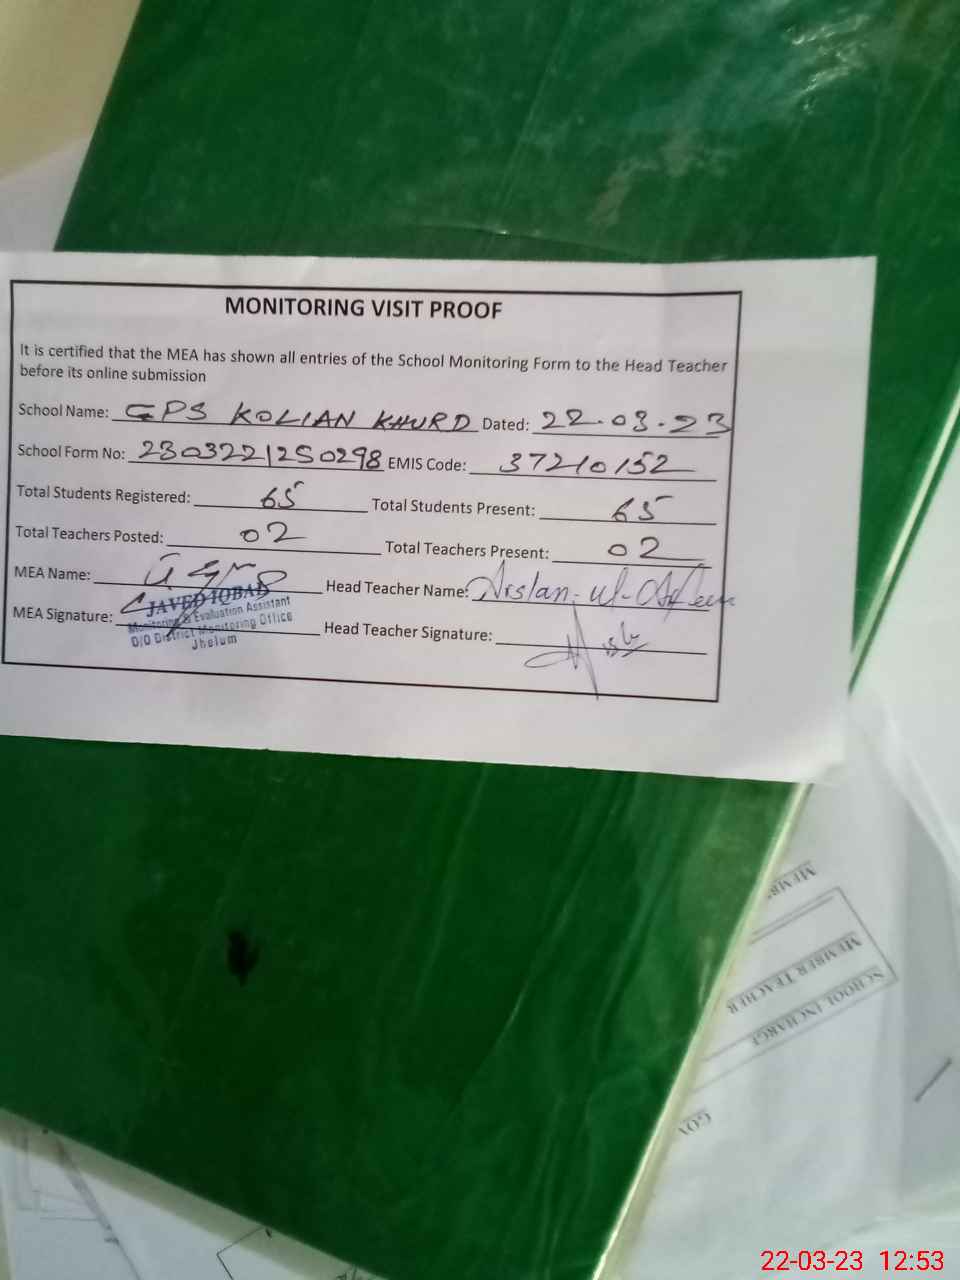 MONITORING VISIT PROOF
It is certified that the MEA has shown all entries of the School Monitoring Form to the Head Teacher
before its online submission
School Name: GPS KOLIAN KHURD Dated: 22-03-23
School Form No: 2303221250298 EMIS Code: 37210152
Total Students Registered: 65 Total Students Present: 65
Total Teachers Posted: 02 Total Teachers Present: 02
MEA Name: Head Teacher Name: Arslan-ul-
JAVED IQBAL
MEA Signature: Monitoring & Evaluation Assistant
O/O District Monitoring Office
Jhelum
Head Teacher Signature:
MEMBER TEACHER
SCHOOL INCHARGE
22-03-23 12:53